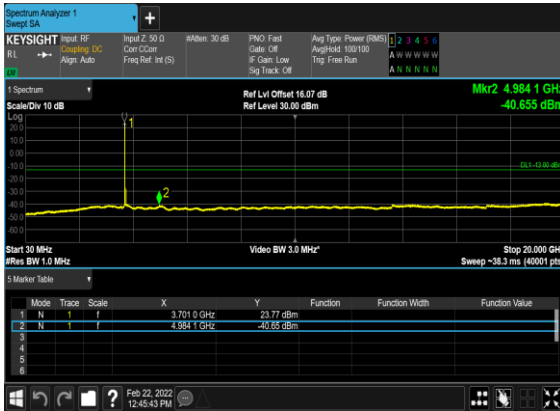 Spectrum Analyzer 1
Swept SA
KEYSIGHT Input: RF Input Z: 50 Ω #Atten: 30 dB PNO: Fast Avg Type: Power (RMS) 1 2 3 4 5 6
RL Coupling: DC Corr CCorr Gate: Off Avg|Hold: 100/100 A W W W W W
Align: Auto Freq Ref: Int (S) IF Gain: Low Trig: Free Run
Sig Track: Off A N N N N N
1 Spectrum Ref Lvl Offset 16.07 dB Mkr2 4.984 1 GHz
Scale/Div 10 dB Ref Level 30.00 dBm -40.655 dBm
Log
20.0
10.0
0.00
-10.0
-20.0
-30.0
-40.0
-50.0
-60.0
1
2
DL1 -13.00 dBm
Start 30 MHz Video BW 3.0 MHz* Stop 20.000 GH
#Res BW 1.0 MHz Sweep ~38.3 ms (40001 pts
5 Marker Table
Mode Trace Scale X Y Function Function Width Function Value
1 N 1 f 3.701 0 GHz 23.77 dBm
2 N 1 f 4.984 1 GHz -40.65 dBm
3
4
5
6
? Feb 22, 2022
12:45:43 PM